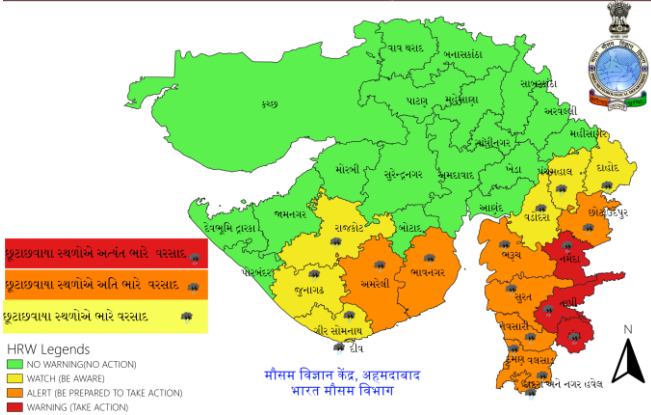 વાવ થરાદ
બનાસકાંઠા
સાબરકાંઠા
કચ્છ
પાટણ
મહેસાણા
અરવલ્લી
ગાંધીનગર
મહીસાગર
મોરબી
સુરેન્દ્રનગર
અમદાવાદ
ખેડા
પંચમહાલ
દાહોદ
આણંદ
વડોદરા
છોટાઉદેપુર
દેવભૂમિ દ્વારકા
જામનગર
રાજકોટ
બોટાદ
પોરબંદર
જુનાગઢ
અમરેલી
ભાવનગર
ભરૂચ
નર્મદા
સુરત
તાપી
નવસારી
ડાંગ
દમણ
વલસાડ
ગીર સોમનાથ
દીવ
દાદરા અને નગર હવેલ
છૂટાછવાયા સ્થળોએ અત્યંત ભારે વરસાદ
છૂટાછવાયા સ્થળોએ અતિ ભારે વરસાદ
છૂટાછવાયા સ્થળોએ ભારે વરસાદ
HRW Legends
NO WARNING(NO ACTION)
WATCH (BE AWARE)
ALERT (BE PREPARED TO TAKE ACTION)
WARNING (TAKE ACTION)
मौसम विज्ञान केंद्र, अहमदाबाद
भारत मौसम विभाग
N